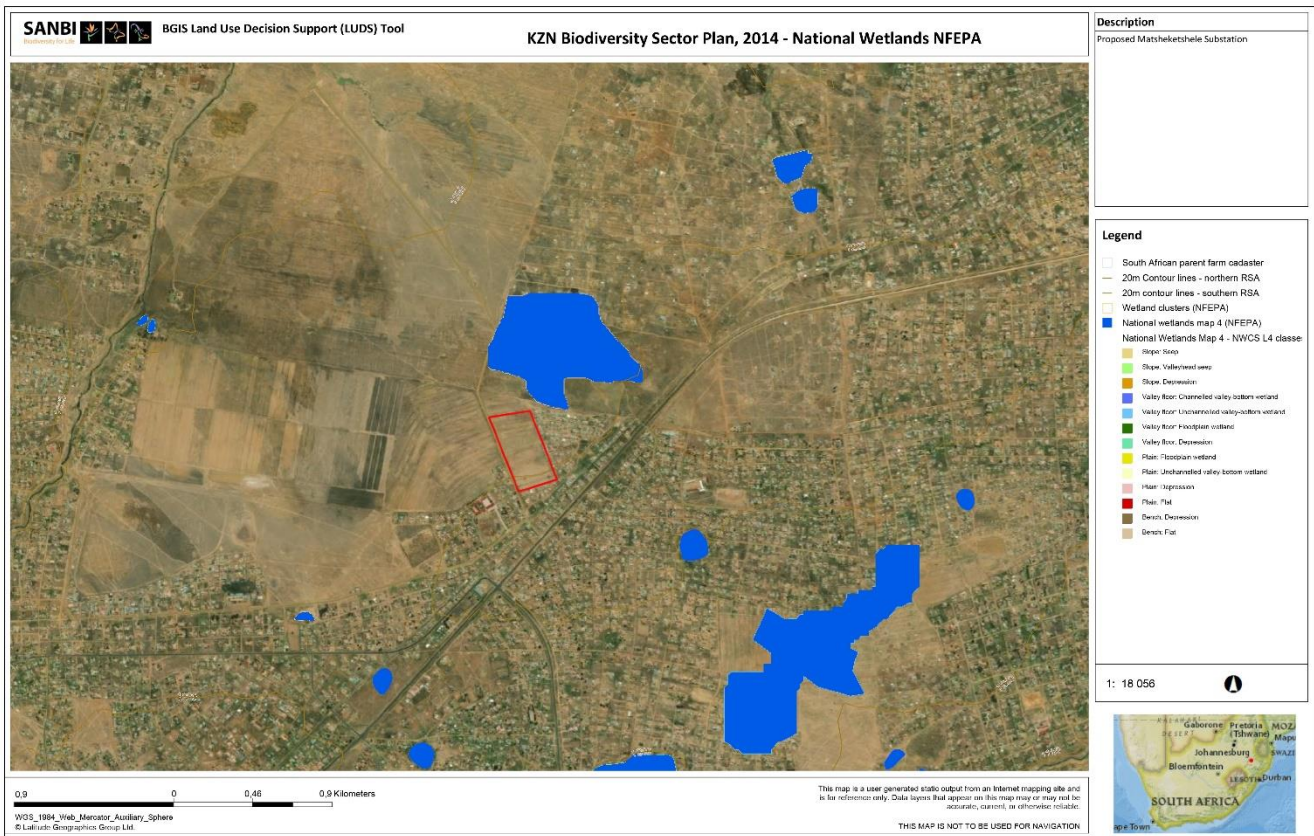 SANBI
Biodiversity for Life
BGIS Land Use Decision Support (LUDS) Tool
KZN Biodiversity Sector Plan, 2014 - National Wetlands NFEPA
Description
Proposed Matsheketshele Substation
Legend
South African parent farm cadaster
20m Contour lines - northern RSA
20m contour lines - southern RSA
Wetland clusters (NFEPA)
National wetlands map 4 (NFEPA)
National Wetlands Map 4 - NWCS L4 classe
Slope: Seep
Slope: Valleyhead seep
Slope: Depression
Valley floor: Channelled valley-bottom wetland
Valley floor: Unchannelled valley-bottom wetland
Valley floor: Floodplain wetland
Valley floor: Depression
Plain: Floodplain wetland
Plain: Unchannelled valley-bottom wetland
Plain: Depression
Plain: Flat
Bench: Depression
Bench: Flat
1: 18 056
Gaborone
Pretoria
(Tshwane)
MOZ
Mapu
KALAHARI
DESERT
Johannesburg
SWAZI
Bloemfontein
LESOTHO
Durban
SOUTH AFRICA
ape Town
0,9
0
0,46
0,9 Kilometers
WGS_1984_Web_Mercator_Auxiliary_Sphere
© Latitude Geographics Group Ltd.
This map is a user generated static output from an Internet mapping site and
is for reference only. Data layers that appear on this map may or may not be
accurate, current, or otherwise reliable.
THIS MAP IS NOT TO BE USED FOR NAVIGATION